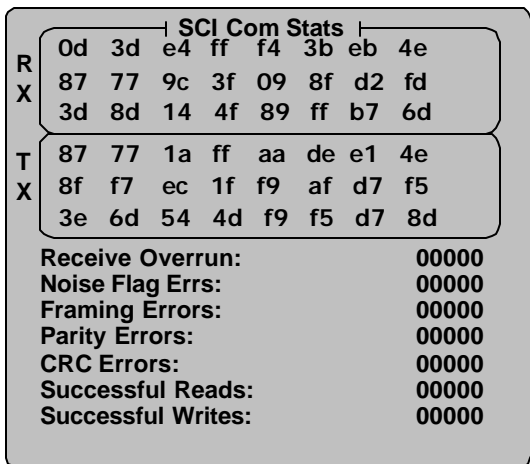 SCI Com Stats
RX
0d 3d e4 ff f4 3b eb 4e
87 77 9c 3f 09 8f d2 fd
3d 8d 14 4f 89 ff b7 6d
TX
87 77 1a ff aa de e1 4e
8f f7 ec 1f f9 af d7 f5
3e 6d 54 4d f9 f5 d7 8d
Receive Overrun: 00000
Noise Flag Errs: 00000
Framing Errors: 00000
Parity Errors: 00000
CRC Errors: 00000
Successful Reads: 00000
Successful Writes: 00000